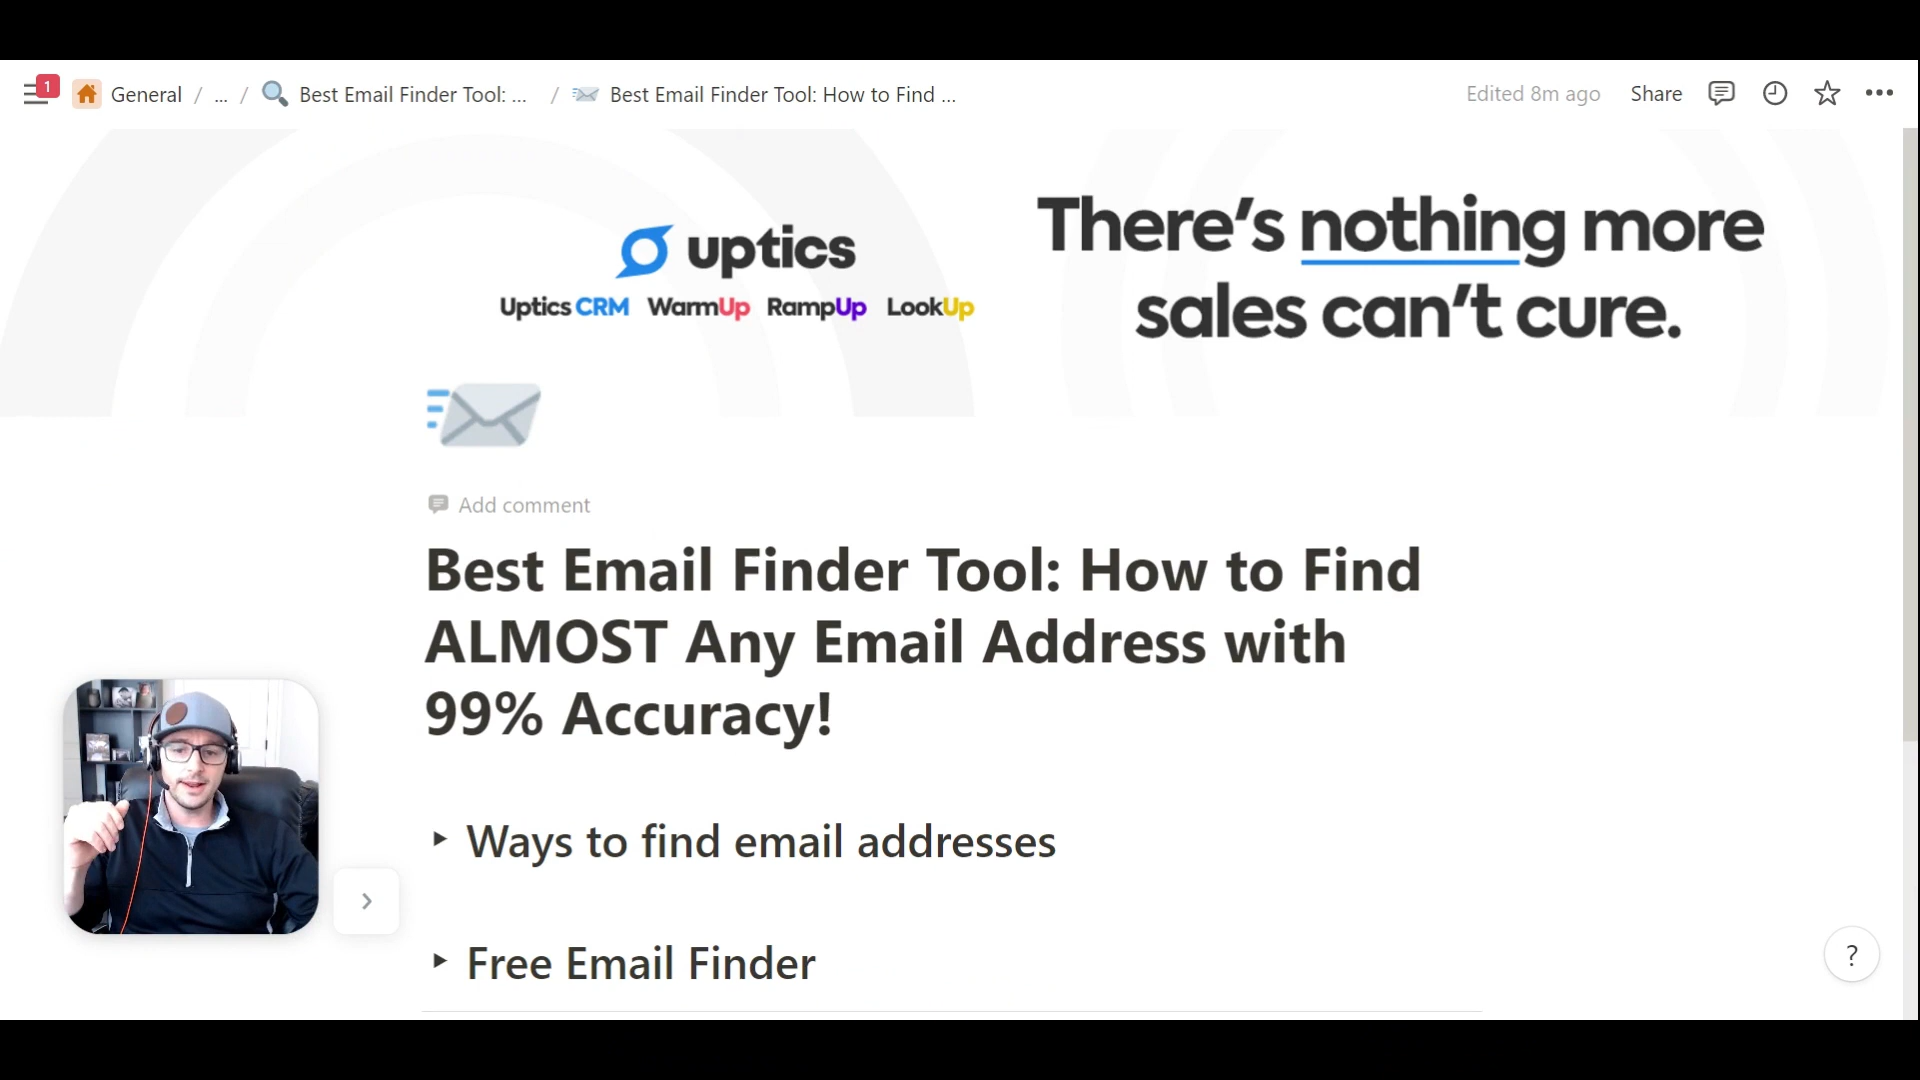 1
General / ... / Best Email Finder Tool: ... / Best Email Finder Tool: How to Find ...
Edited 8m ago Share
uptics
Uptics CRM WarmUp RampUp LookUp
There's nothing more
sales can't cure.
Add comment
Best Email Finder Tool: How to Find
ALMOST Any Email Address with
99% Accuracy!
Ways to find email addresses
Free Email Finder
?